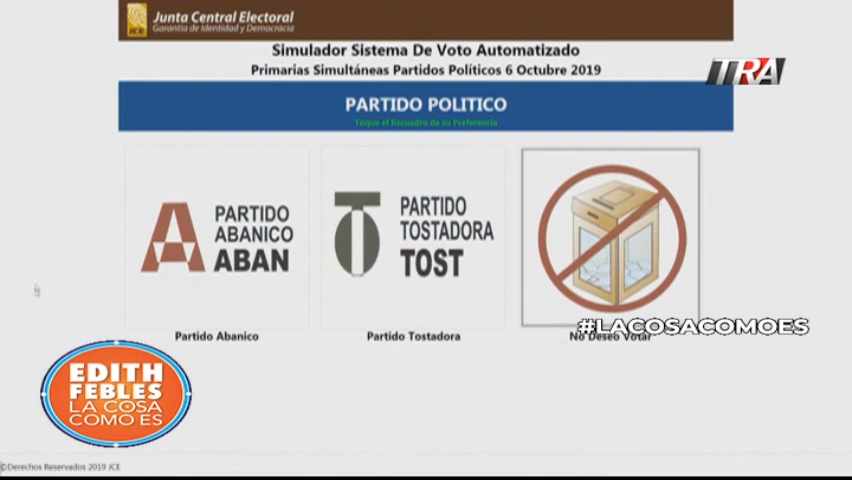 Junta Central Electoral
Garantía de Identidad y Democracia
JCE
Simulador Sistema De Voto Automatizado
Primarias Simultáneas Partidos Políticos 6 Octubre 2019
TRA
PARTIDO POLITICO
Toque el Recuadro de su Preferencia
PARTIDO
ABANICO
ABAN
PARTIDO
TOSTADORA
TOST
#LACOSACOMOES
Partido Abanico
Partido Tostadora
No Deseo Votar
EDITH
FEBLES
LA COSA
COMO ES
©Derechos Reservados 2019 JCE